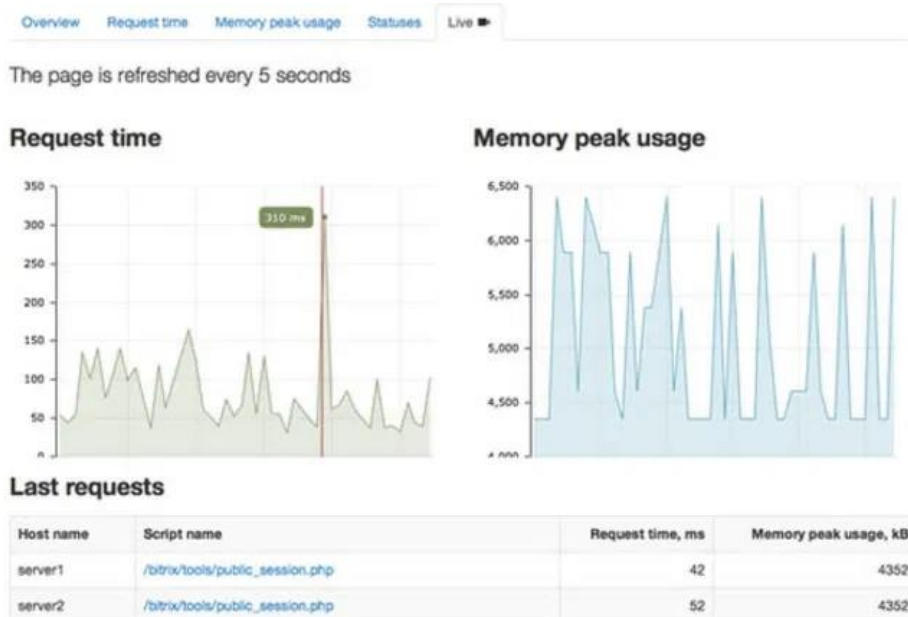 Overview Request time Memory peak usage Statuses Live
The page is refreshed every 5 seconds
Request time Memory peak usage
350 6,500
300 310 ms 6,000
250
200 5,500
150 5,000
100
50 4,500
0 4,000
Last requests
Host name Script name Request time, ms Memory peak usage, kB
server1 /bitrix/tools/public_session.php 42 4352
server2 /bitrix/tools/public_session.php 52 4352